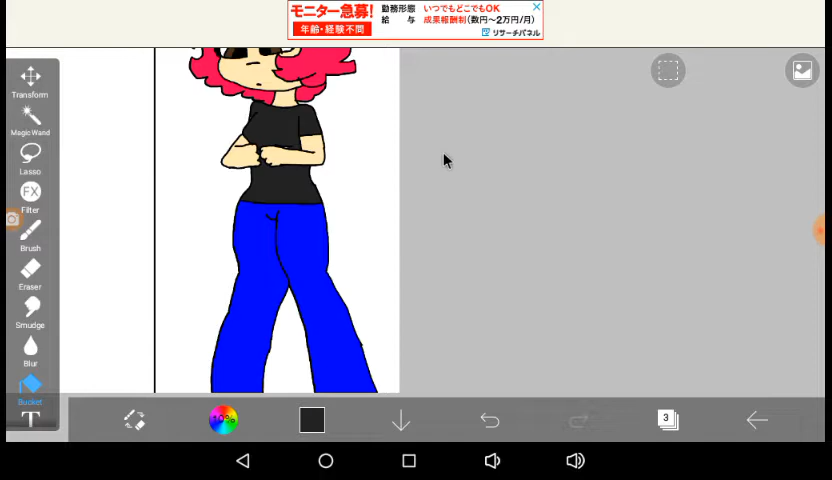 モニター急募!
年齢・経験不問
勤務形態 いつでもどこでもOK
給 与 成果報酬制(数円〜2万円/月)
リサーチパネル
Transform
Magic Wand
Lasso
FX
Filter
Brush
Eraser
Smudge
Blur
Bucket
T
10%
3